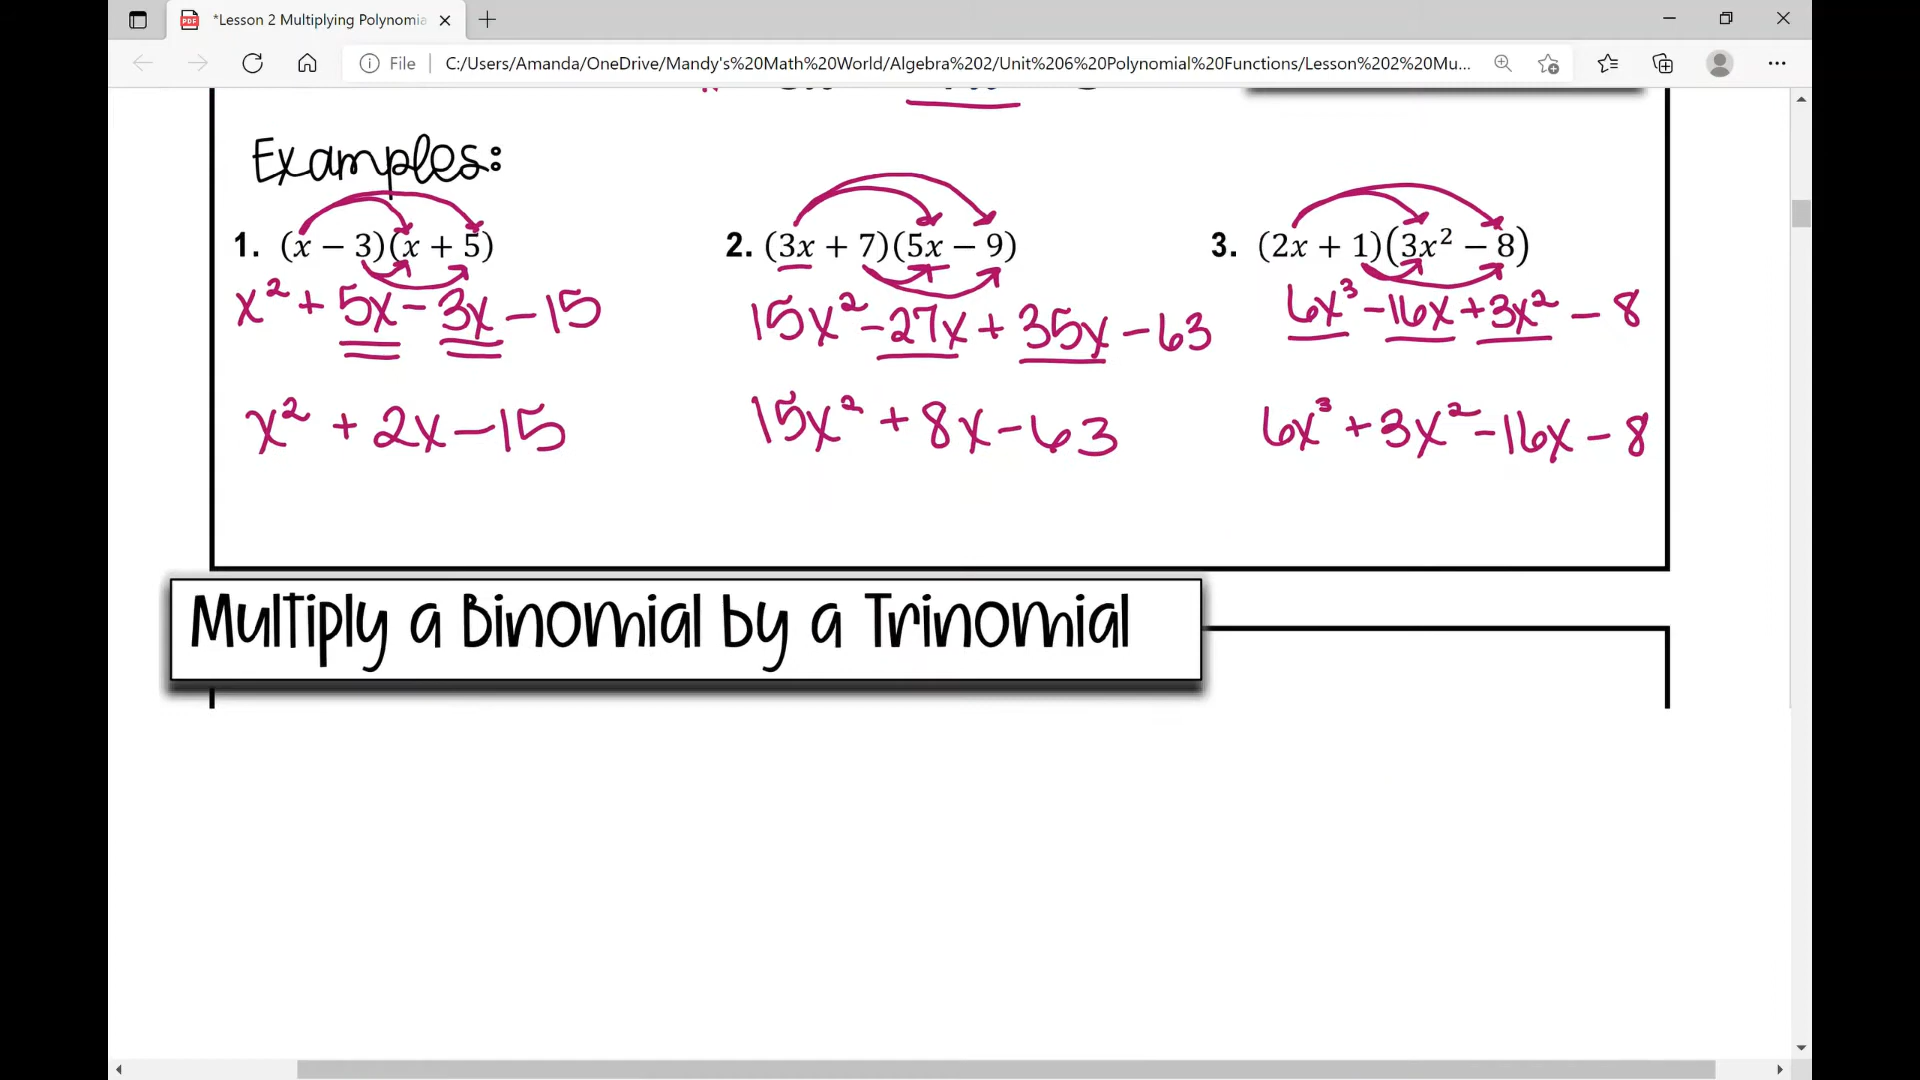 *Lesson 2 Multiplying Polynomia
File
C:/Users/Amanda/OneDrive/Mandy's%20Math%20World/Algebra%202/Unit%206%20Polynomial%20Functions/Lesson%202%20Mu...
Examples:
1. (x − 3)(x + 5)
2. (3x + 7)(5x − 9)
3. (2x + 1)(3x² − 8)
x² + 5x − 3x − 15
15x² − 27x + 35x − 63
6x³ − 16x + 3x² − 8
x² + 2x − 15
15x² + 8x − 63
6x³ + 3x² − 16x − 8
Multiply a Binomial by a Trinomial